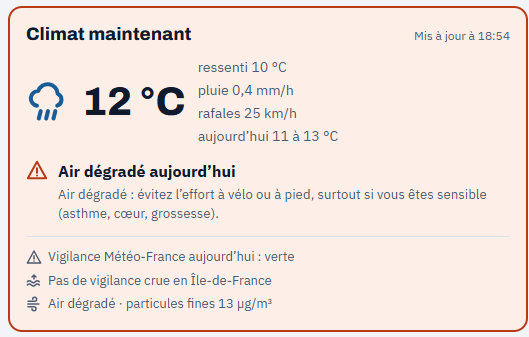 Climat maintenant
Mis à jour à 18:54
12 °C
ressenti 10 °C
pluie 0,4 mm/h
rafales 25 km/h
aujourd’hui 11 à 13 °C
Air dégradé aujourd’hui
Air dégradé : évitez l’effort à vélo ou à pied, surtout si vous êtes sensible
(asthme, cœur, grossesse).
Vigilance Météo-France aujourd’hui : verte
Pas de vigilance crue en Île-de-France
Air dégradé · particules fines 13 µg/m³